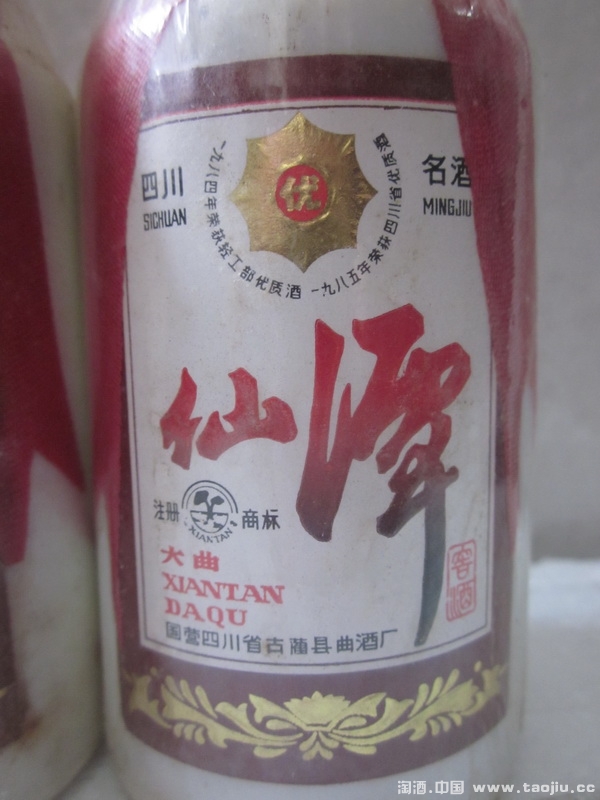 四川
SICHUAN
优
一九八四年荣获轻工部优质酒
一九八五年荣获四川省优质酒
名酒
MINGJIU
仙潭
注册
XIANTAN
商标
大曲
XIANTAN
DAQU
窖酒
国营四川省古蔺县曲酒厂
淘酒.中国 www.taojiu.cc